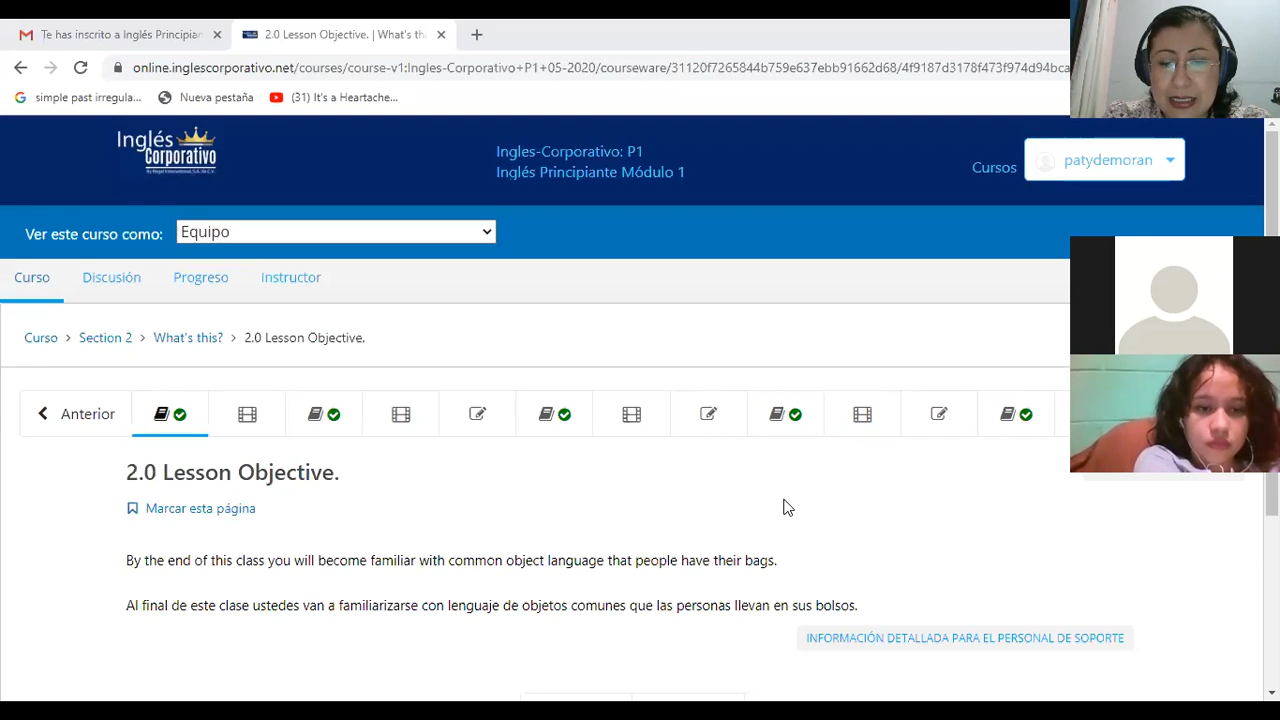 Te has inscrito a Inglés Principian
2.0 Lesson Objective. | What's thi
online.inglescorporativo.net/courses/course-v1:Ingles-Corporativo+P1+05-2020/courseware/31120f7265844b759e637ebb91662d68/4f9187d3178f473f974d94bca
simple past irregula...
Nueva pestaña
(31) It's a Heartache...
Inglés
Corporativo
Ingles-Corporativo: P1
Inglés Principiante Módulo 1
Cursos
patydemoran
Ver este curso como:
Equipo
Curso
Discusión
Progreso
Instructor
Curso > Section 2 > What's this? > 2.0 Lesson Objective.
Anterior
2.0 Lesson Objective.
Marcar esta página
By the end of this class you will become familiar with common object language that people have their bags.
Al final de este clase ustedes van a familiarizarse con lenguaje de objetos comunes que las personas llevan en sus bolsos.
INFORMACIÓN DETALLADA PARA EL PERSONAL DE SOPORTE